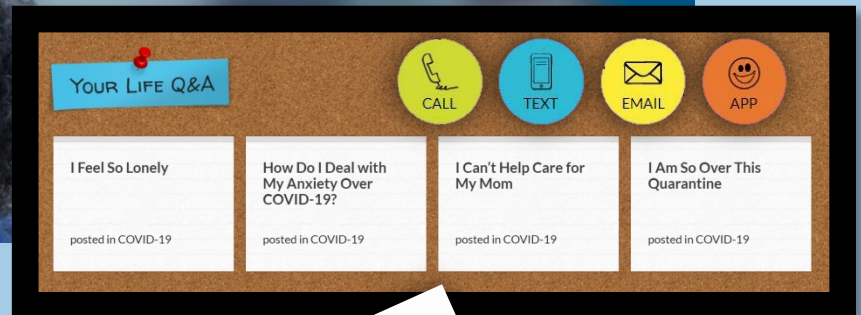 YOUR LIFE Q&A
CALL
TEXT
EMAIL
APP
I Feel So Lonely
posted in COVID-19
How Do I Deal with
My Anxiety Over
COVID-19?
posted in COVID-19
I Can't Help Care for
My Mom
posted in COVID-19
I Am So Over This
Quarantine
posted in COVID-19